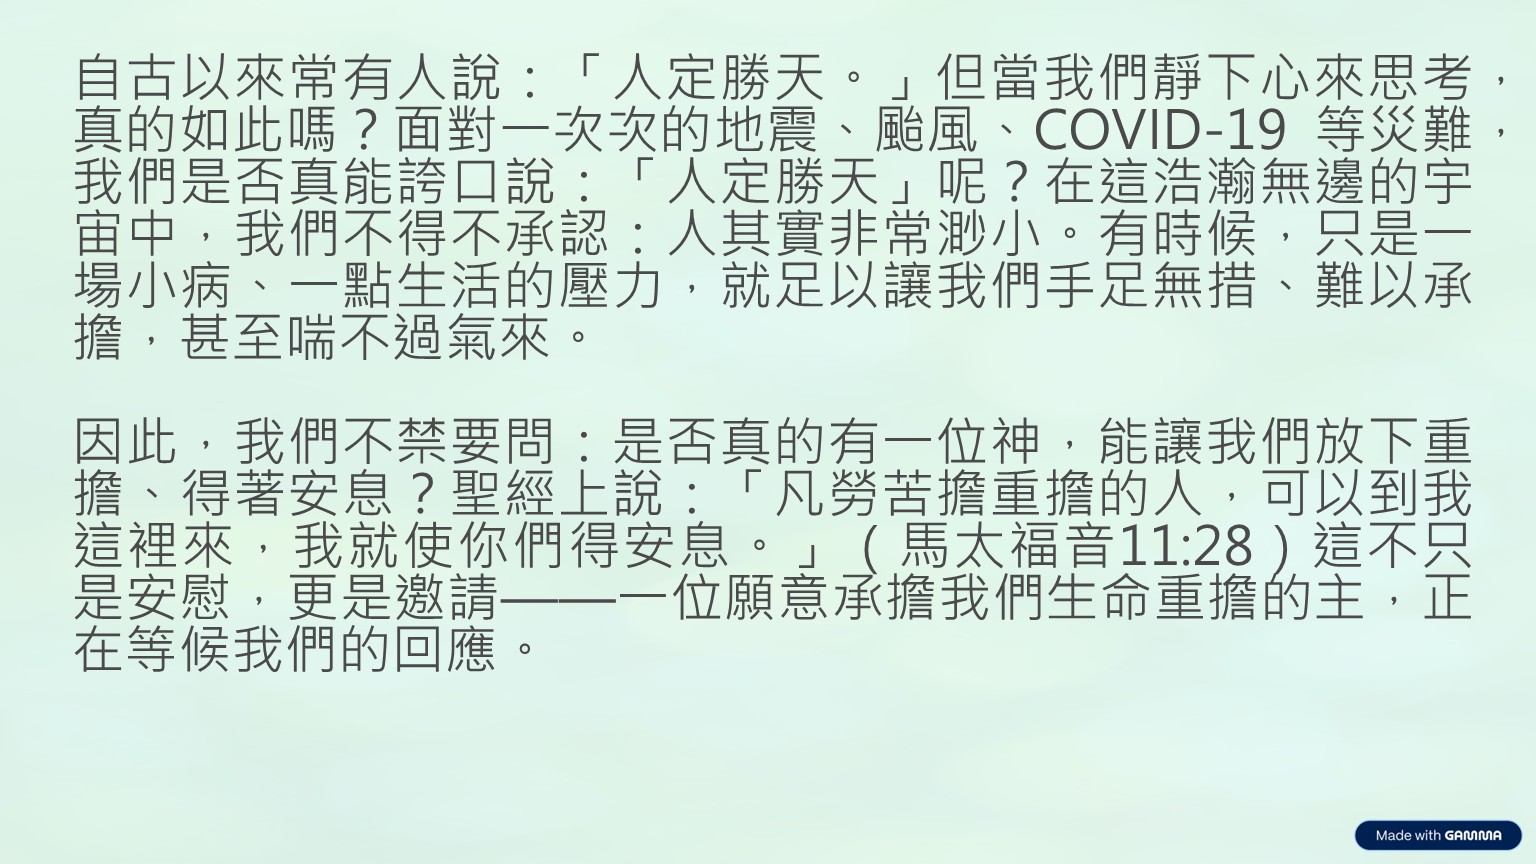 自古以來常有人說：「人定勝天。」但當我們靜下心來思考，
真的如此嗎？面對一次次的地震、颱風、COVID-19 等災難，
我們是否真能誇口說：「人定勝天」呢？在這浩瀚無邊的宇
宙中，我們不得不承認：人其實非常渺小。有時候，只是一
場小病、一點生活的壓力，就足以讓我們手足無措、難以承
擔，甚至喘不過氣來。
因此，我們不禁要問：是否真的有一位神，能讓我們放下重
擔、得著安息？聖經上說：「凡勞苦擔重擔的人，可以到我
這裡來，我就使你們得安息。」（馬太福音11:28）這不只
是安慰，更是邀請——一位願意承擔我們生命重擔的主，正
在等候我們的回應。
Made with GAMMA